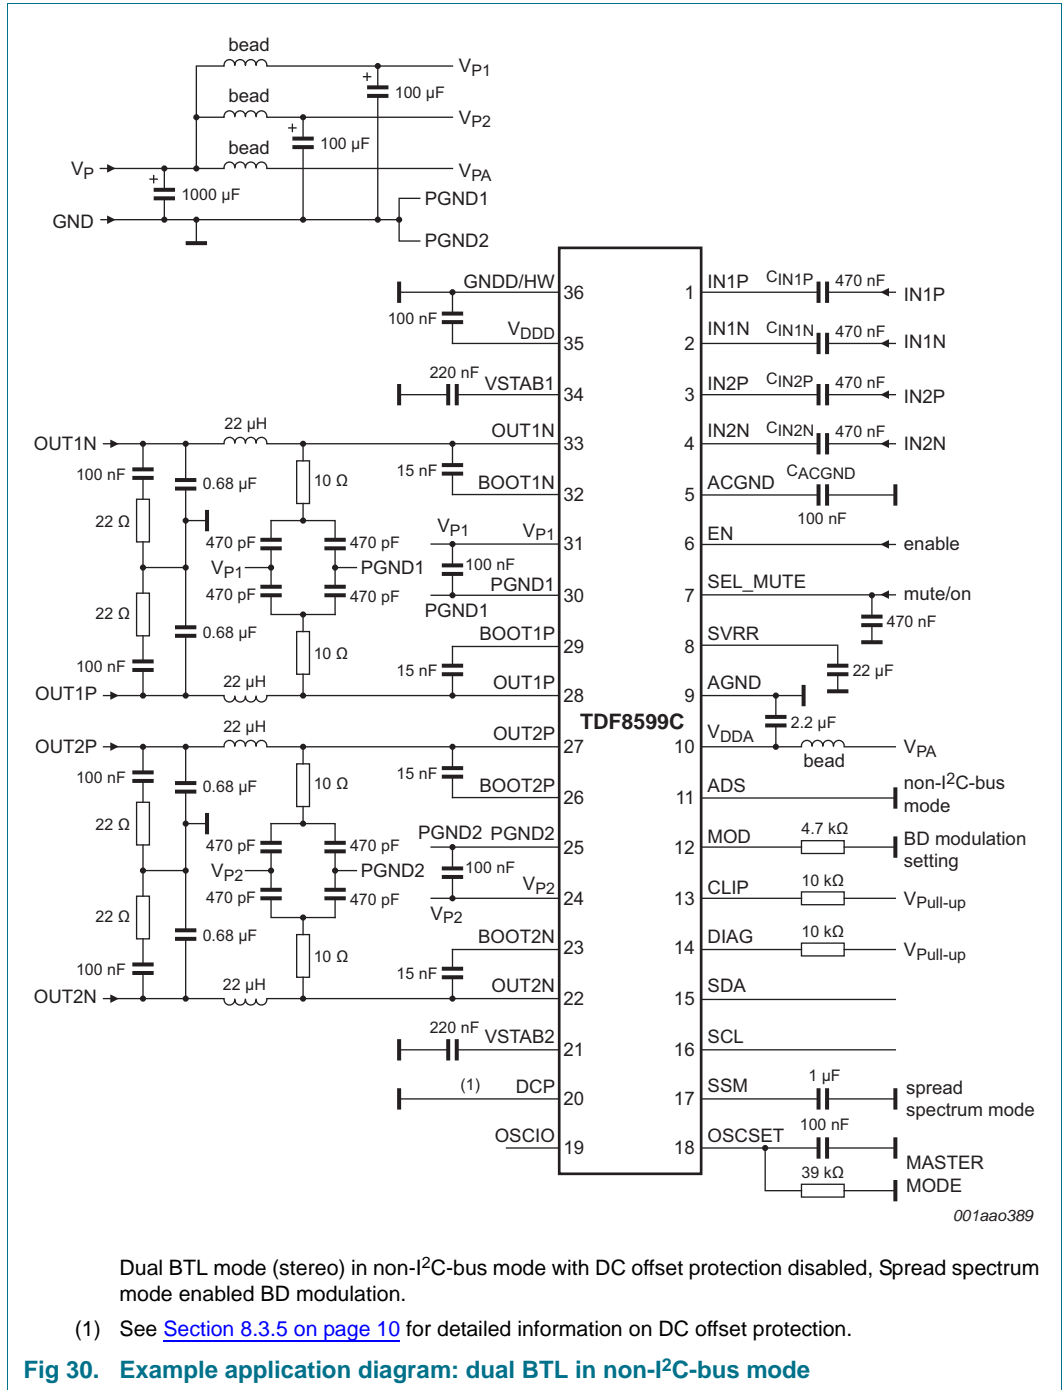 bead
VP1
+
100 µF
bead
VP2
+
100 µF
bead
VP
VPA
+
1000 µF
PGND1
GND
PGND2
GNDD/HW
36
1
IN1P
CIN1P
470 nF
IN1P
100 nF
VDDD
35
2
IN1N
CIN1N
470 nF
IN1N
220 nF
VSTAB1
34
3
IN2P
CIN2P
470 nF
IN2P
22 µH
OUT1N
OUT1N
33
4
IN2N
CIN2N
470 nF
IN2N
100 nF
0.68 µF
10 Ω
15 nF
BOOT1N
32
5
ACGND
CACGND
100 nF
22 Ω
470 pF
470 pF
VP1
VP1
31
6
EN
enable
VP1
PGND1
100 nF
470 pF
470 pF
PGND1
PGND1
30
7
SEL_MUTE
mute/on
470 nF
22 Ω
0.68 µF
10 Ω
BOOT1P
29
8
SVRR
22 µF
100 nF
15 nF
OUT1P
22 µH
OUT1P
28
9
AGND
TDF8599C
2.2 µF
22 µH
OUT2P
OUT2P
27
10
VDDA
bead
VPA
100 nF
0.68 µF
10 Ω
15 nF
BOOT2P
26
11
ADS
non-I2C-bus
mode
22 Ω
470 pF
470 pF
PGND2
PGND2
25
12
MOD
4.7 kΩ
BD modulation
setting
VP2
PGND2
100 nF
470 pF
470 pF
VP2
VP2
24
13
CLIP
10 kΩ
VPull-up
22 Ω
0.68 µF
10 Ω
BOOT2N
23
14
DIAG
10 kΩ
VPull-up
100 nF
15 nF
OUT2N
22 µH
OUT2N
22
15
SDA
220 nF
VSTAB2
21
16
SCL
(1)
DCP
20
17
SSM
1 µF
spread
spectrum mode
OSCIO
19
18
OSCSET
100 nF
39 kΩ
MASTER
MODE
001aao389
Dual BTL mode (stereo) in non-I2C-bus mode with DC offset protection disabled, Spread spectrum
mode enabled BD modulation.
(1) See Section 8.3.5 on page 10 for detailed information on DC offset protection.
Fig 30. Example application diagram: dual BTL in non-I2C-bus mode